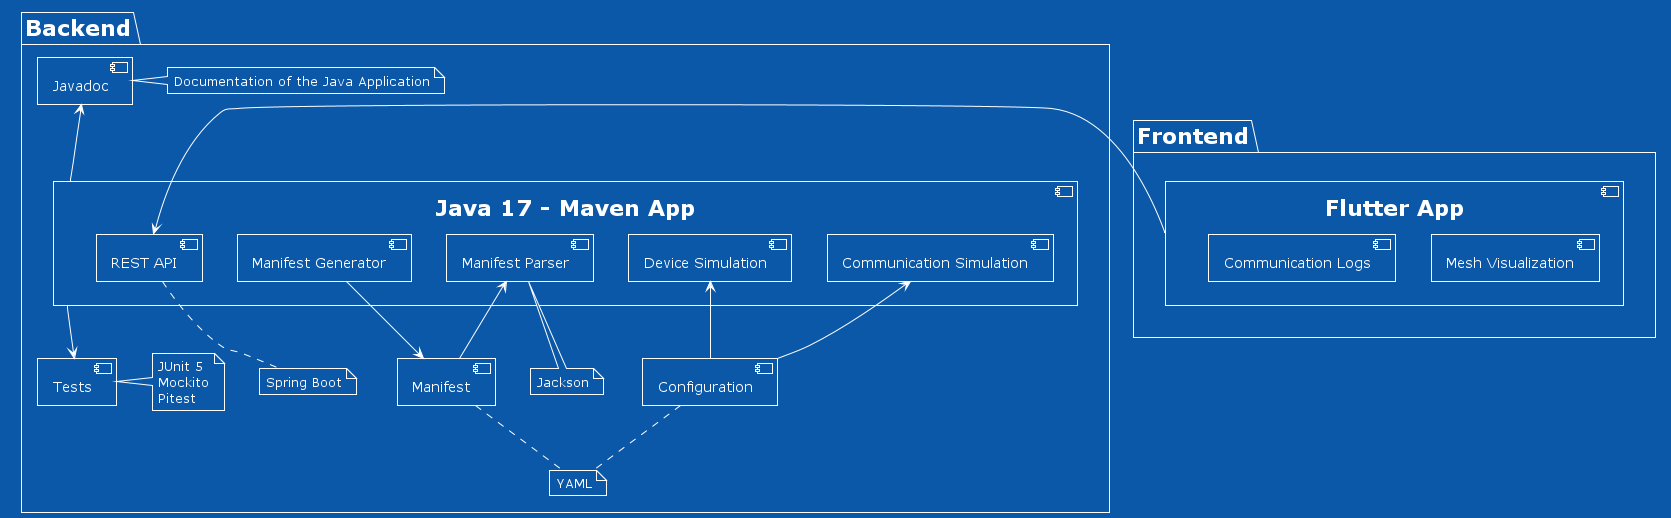 Backend
Javadoc
Documentation of the Java Application
Frontend
Java 17 - Maven App
Flutter App
REST API
Manifest Generator
Manifest Parser
Device Simulation
Communication Simulation
Communication Logs
Mesh Visualization
Tests
JUnit 5
Mockito
Pitest
Spring Boot
Manifest
Jackson
Configuration
YAML